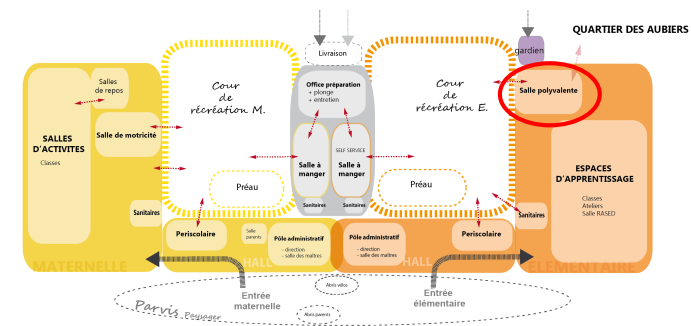 QUARTIER DES AUBIERS
Livraison
gardien
Salles
de repos
Cour
de
récréation M.
Office préparation
+ plonge
+ entretien
Cour
de
récréation E.
Salle polyvalente
SALLES
D'ACTIVITES
Classes
Salle de motricité
SELF SERVICE
Salle à
manger
Salle à
manger
ESPACES
D'APPRENTISSAGE
Classes
Ateliers
Salle RASED
Préau
Préau
Sanitaires
Sanitaires
Sanitaires
Sanitaires
Periscolaire
Salle
parents
Pôle administratif
- direction
- salle des maîtres
Pôle administratif
- direction
- salle des maîtres
Periscolaire
MATERNELLE
HALL
HALL
ELEMENTAIRE
Entrée
maternelle
Abris vélos
Entrée
élémentaire
Parvis Paysager
Abris parents